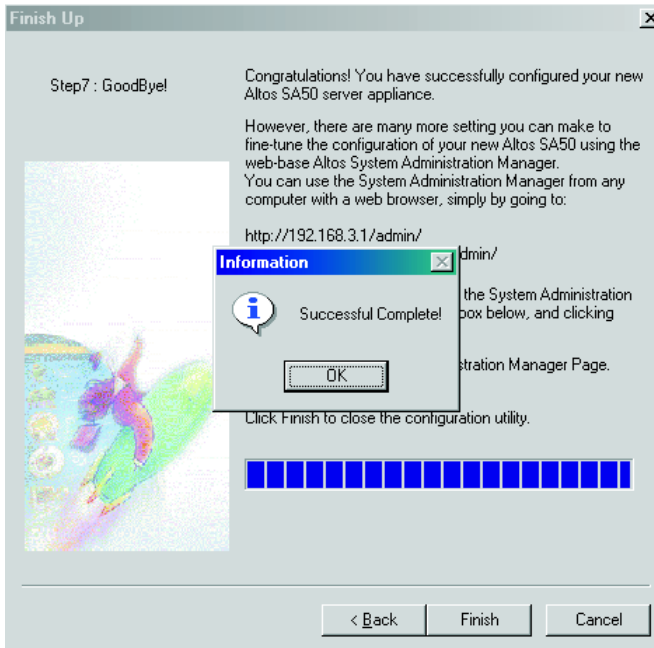 Finish Up
Step7 : GoodBye!
Congratulations! You have successfully configured your new
Altos SA50 server appliance.
However, there are many more setting you can make to
fine-tune the configuration of your new Altos SA50 using the
web-base Altos System Administration Manager.
You can use the System Administration Manager from any
computer with a web browser, simply by going to:
http://192.168.3.1/admin/
dmin/
the System Administration
box below, and clicking
stration Manager Page.
Click Finish to close the configuration utility.
Information
Successful Complete!
OK
< Back
Finish
Cancel